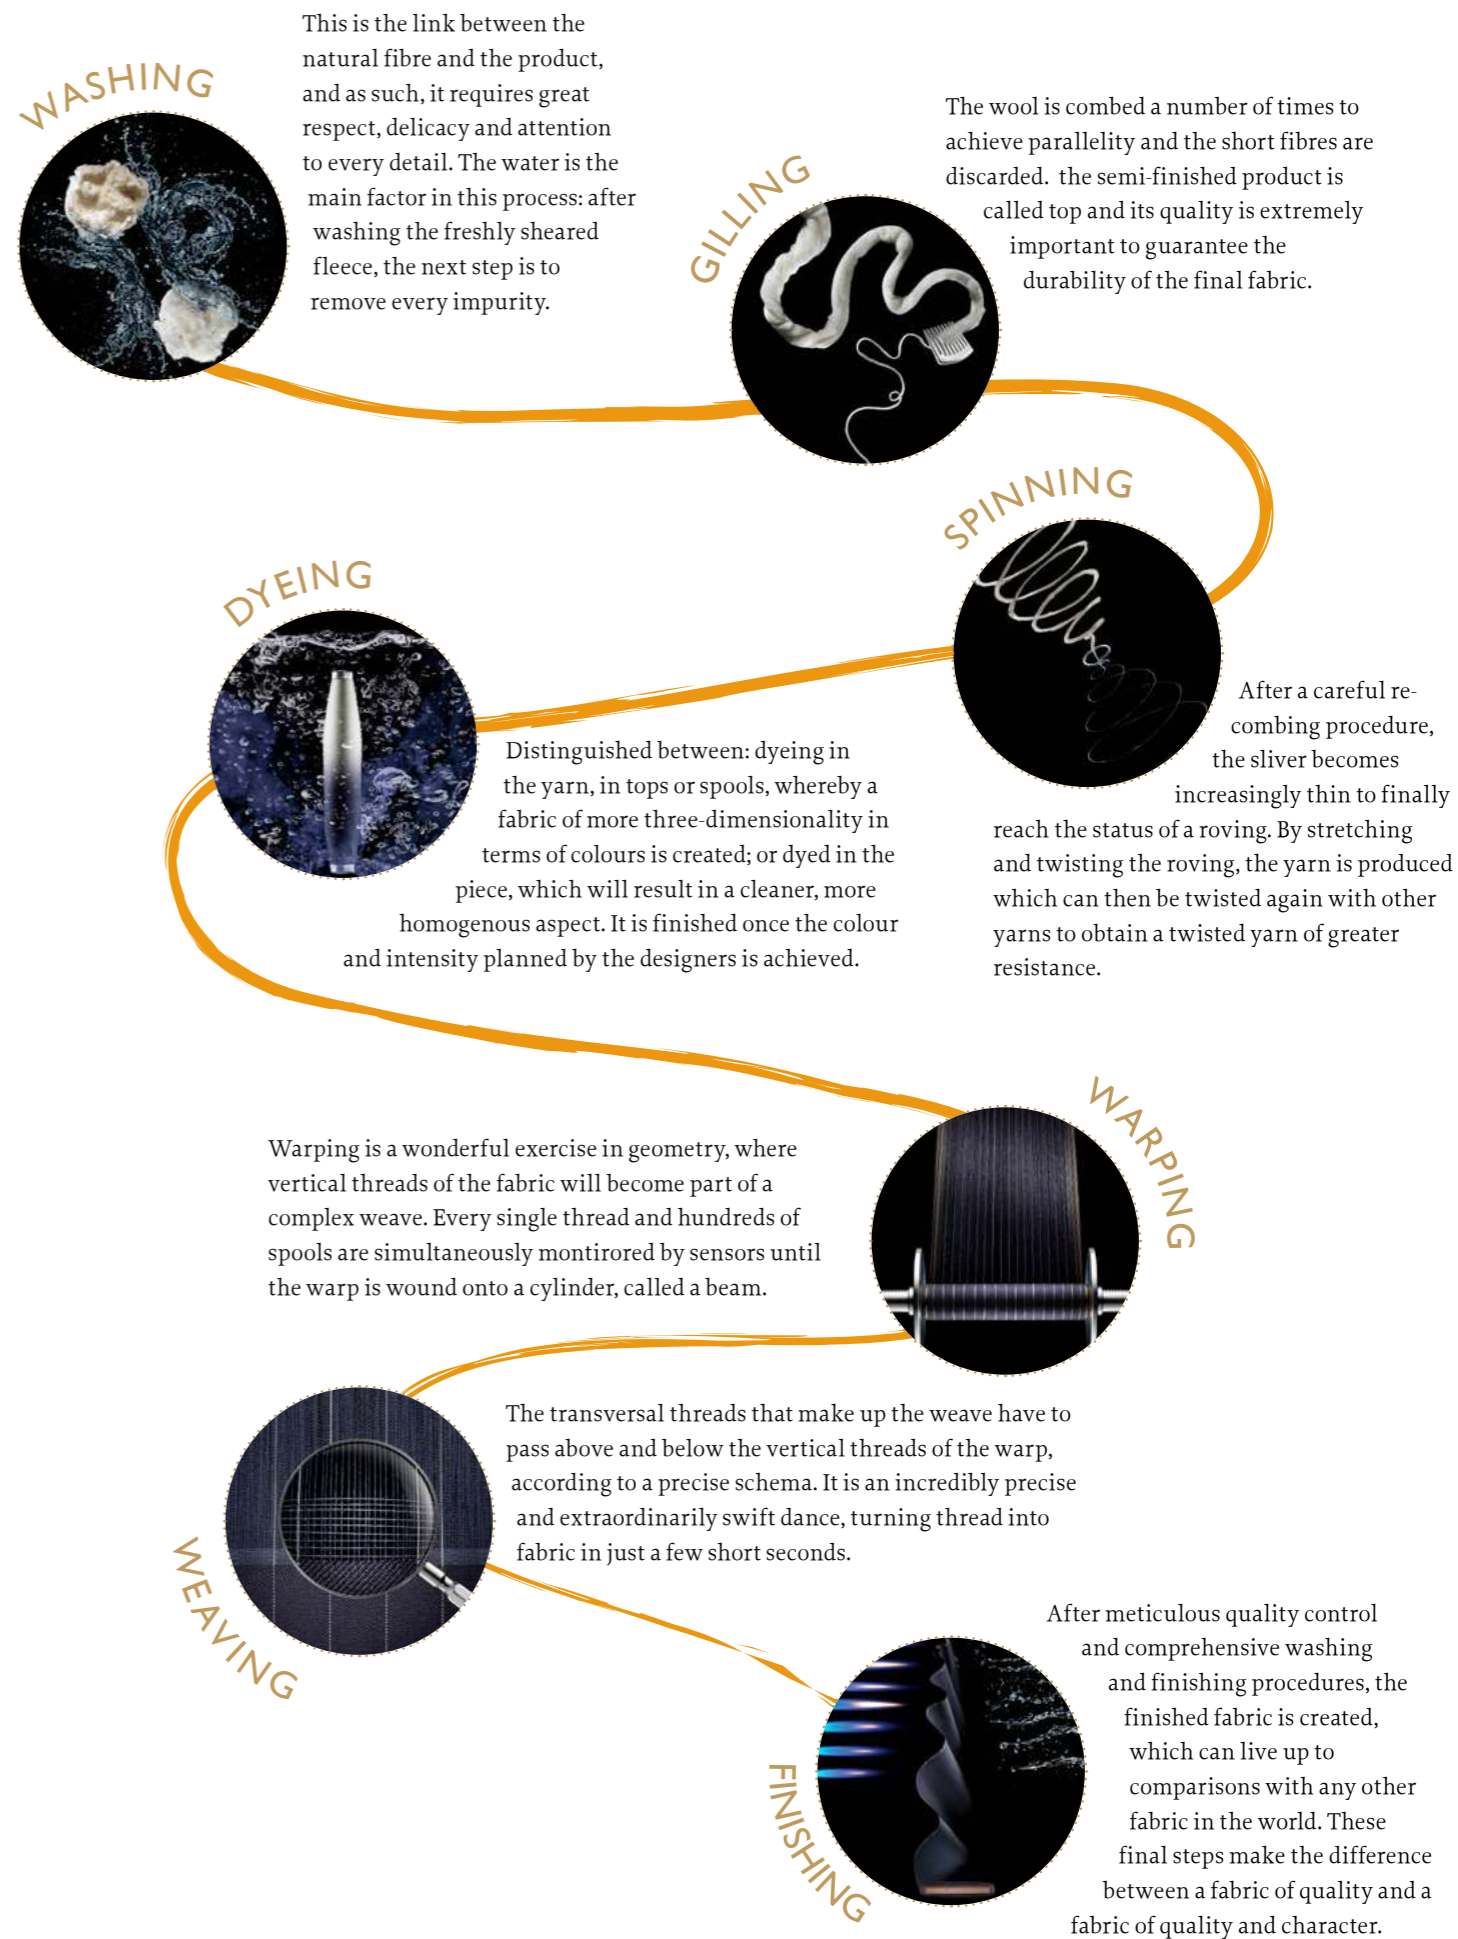 WASHING
This is the link between the
natural fibre and the product,
and as such, it requires great
respect, delicacy and attention
to every detail. The water is the
main factor in this process: after
washing the freshly sheared
fleece, the next step is to
remove every impurity.
GILLING
The wool is combed a number of times to
achieve parallelity and the short fibres are
discarded.  the semi-finished product is
called top and its quality is extremely
important to guarantee the
durability of the final fabric.
SPINNING
After a careful re-
combing procedure,
the sliver becomes
increasingly thin to finally
reach the status of a roving. By stretching
and twisting the roving, the yarn is produced
which can then be twisted again with other
yarns to obtain a twisted yarn of greater
resistance.
DYEING
Distinguished between: dyeing in
the yarn, in tops or spools, whereby a
fabric of more three-dimensionality in
terms of colours is created; or dyed in the
piece, which will result in a cleaner, more
homogenous aspect. It is finished once the colour
and intensity planned by the designers is achieved.
WARPING
Warping is a wonderful exercise in geometry, where
vertical threads of the fabric will become part of a
complex weave. Every single thread and hundreds of
spools are simultaneously montirored by sensors until
the warp is wound onto a cylinder, called a beam.
WEAVING
The transversal threads that make up the weave have to
pass above and below the vertical threads of the warp,
according to a precise schema. It is an incredibly precise
and extraordinarily swift dance, turning thread into
fabric in just a few short seconds.
FINISHING
After meticulous quality control
and comprehensive washing
and finishing procedures, the
finished fabric is created,
which can live up to
comparisons with any other
fabric in the world. These
final steps make the difference
between a fabric of quality and a
fabric of quality and character.